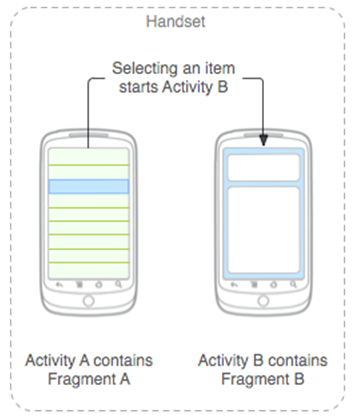 Handset
Selecting an item
starts Activity B
Activity A contains
Fragment A
Activity B contains
Fragment B